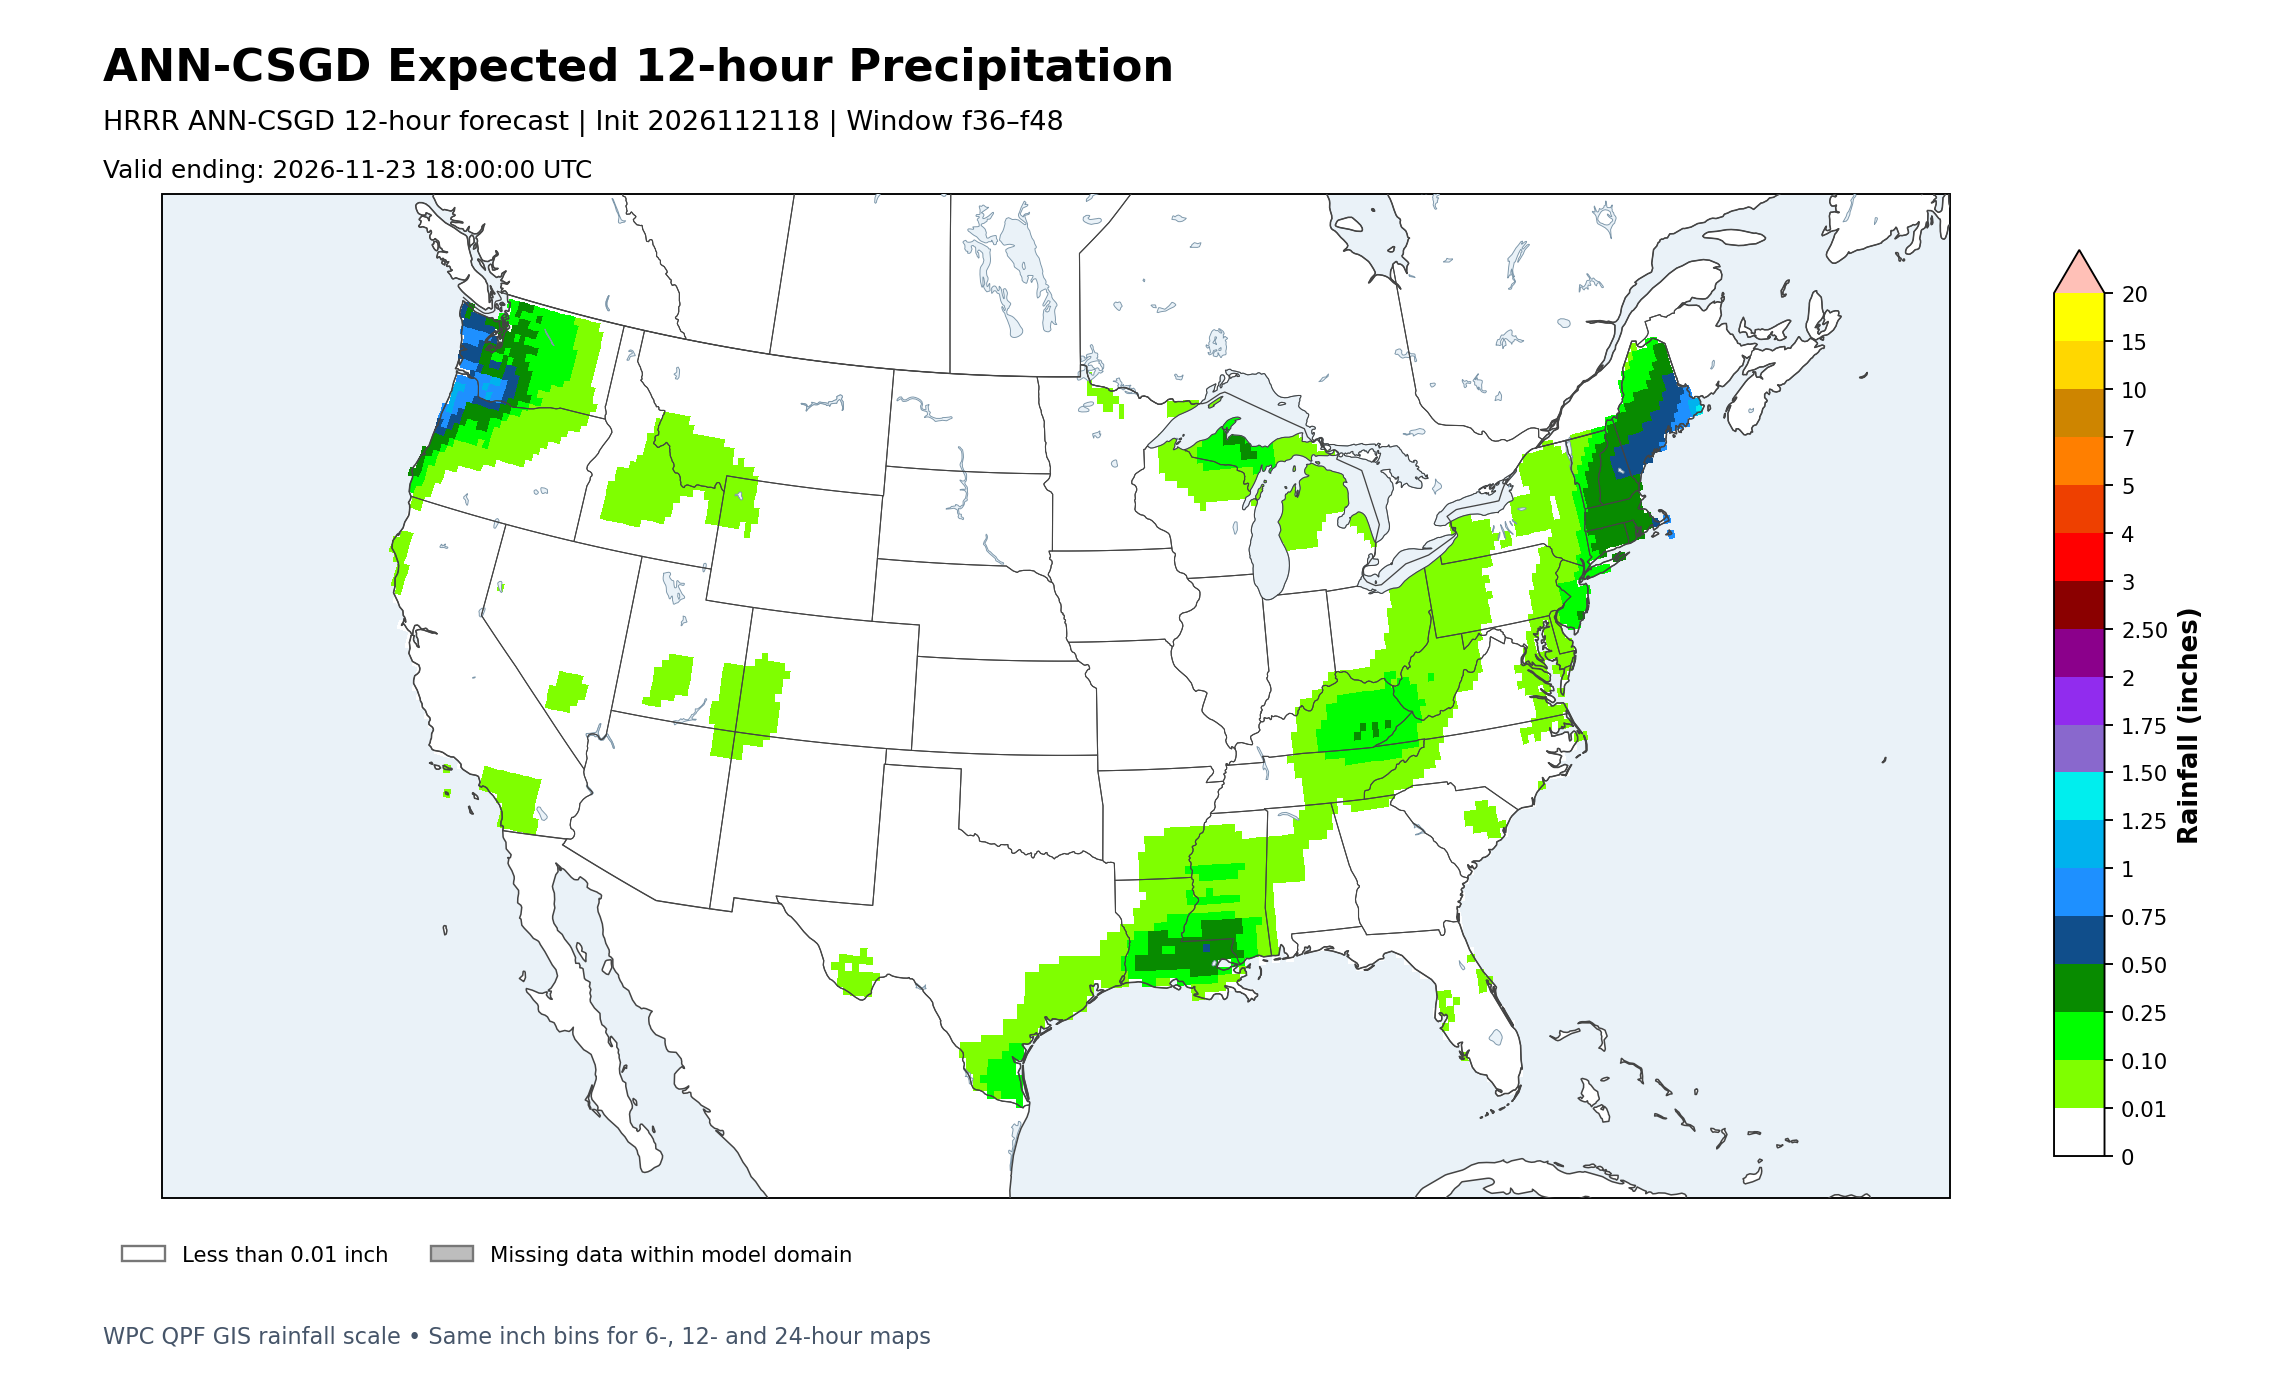 ANN-CSGD Expected 12-hour Precipitation
HRRR ANN-CSGD 12-hour forecast | Init 2026112118 | Window f36–f48
Valid ending: 2026-11-23 18:00:00 UTC
20
15
10
7
5
4
3
2.50
2
1.75
1.50
1.25
1
0.75
0.50
0.25
0.10
0.01
0
Rainfall (inches)
Less than 0.01 inch
Missing data within model domain
WPC QPF GIS rainfall scale • Same inch bins for 6-, 12- and 24-hour maps